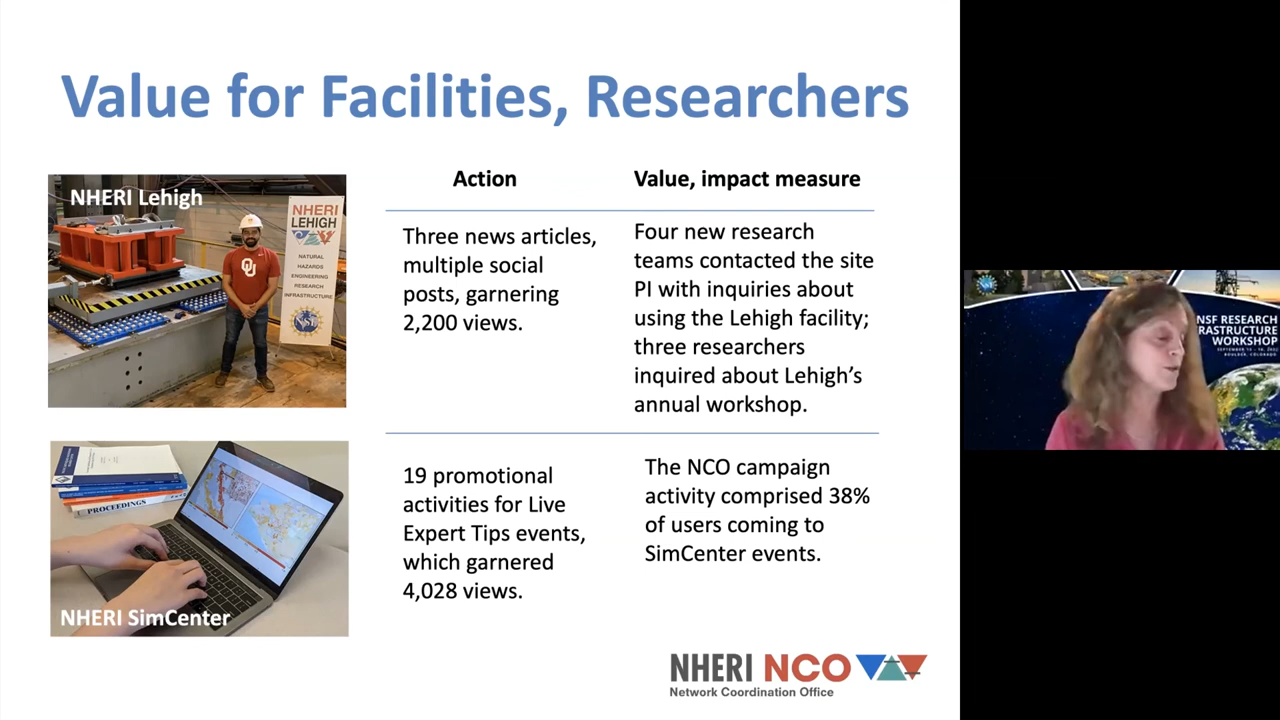 Value for Facilities, Researchers
NHERI Lehigh
NHERI
LEHIGH
NATURAL
HAZARDS
ENGINEERING
RESEARCH
INFRASTRUCTURE
NSF
Action
Value, impact measure
Three news articles,
multiple social
posts, garnering
2,200 views.
Four new research
teams contacted the site
PI with inquiries about
using the Lehigh facility;
three researchers
inquired about Lehigh’s
annual workshop.
PROCEEDINGS
NHERI SimCenter
19 promotional
activities for Live
Expert Tips events,
which garnered
4,028 views.
The NCO campaign
activity comprised 38%
of users coming to
SimCenter events.
NHERI NCO
Network Coordination Office
OU
NSF RESEARCH
RASTRUCTURE
WORKSHOP
BOULDER, COLORADO